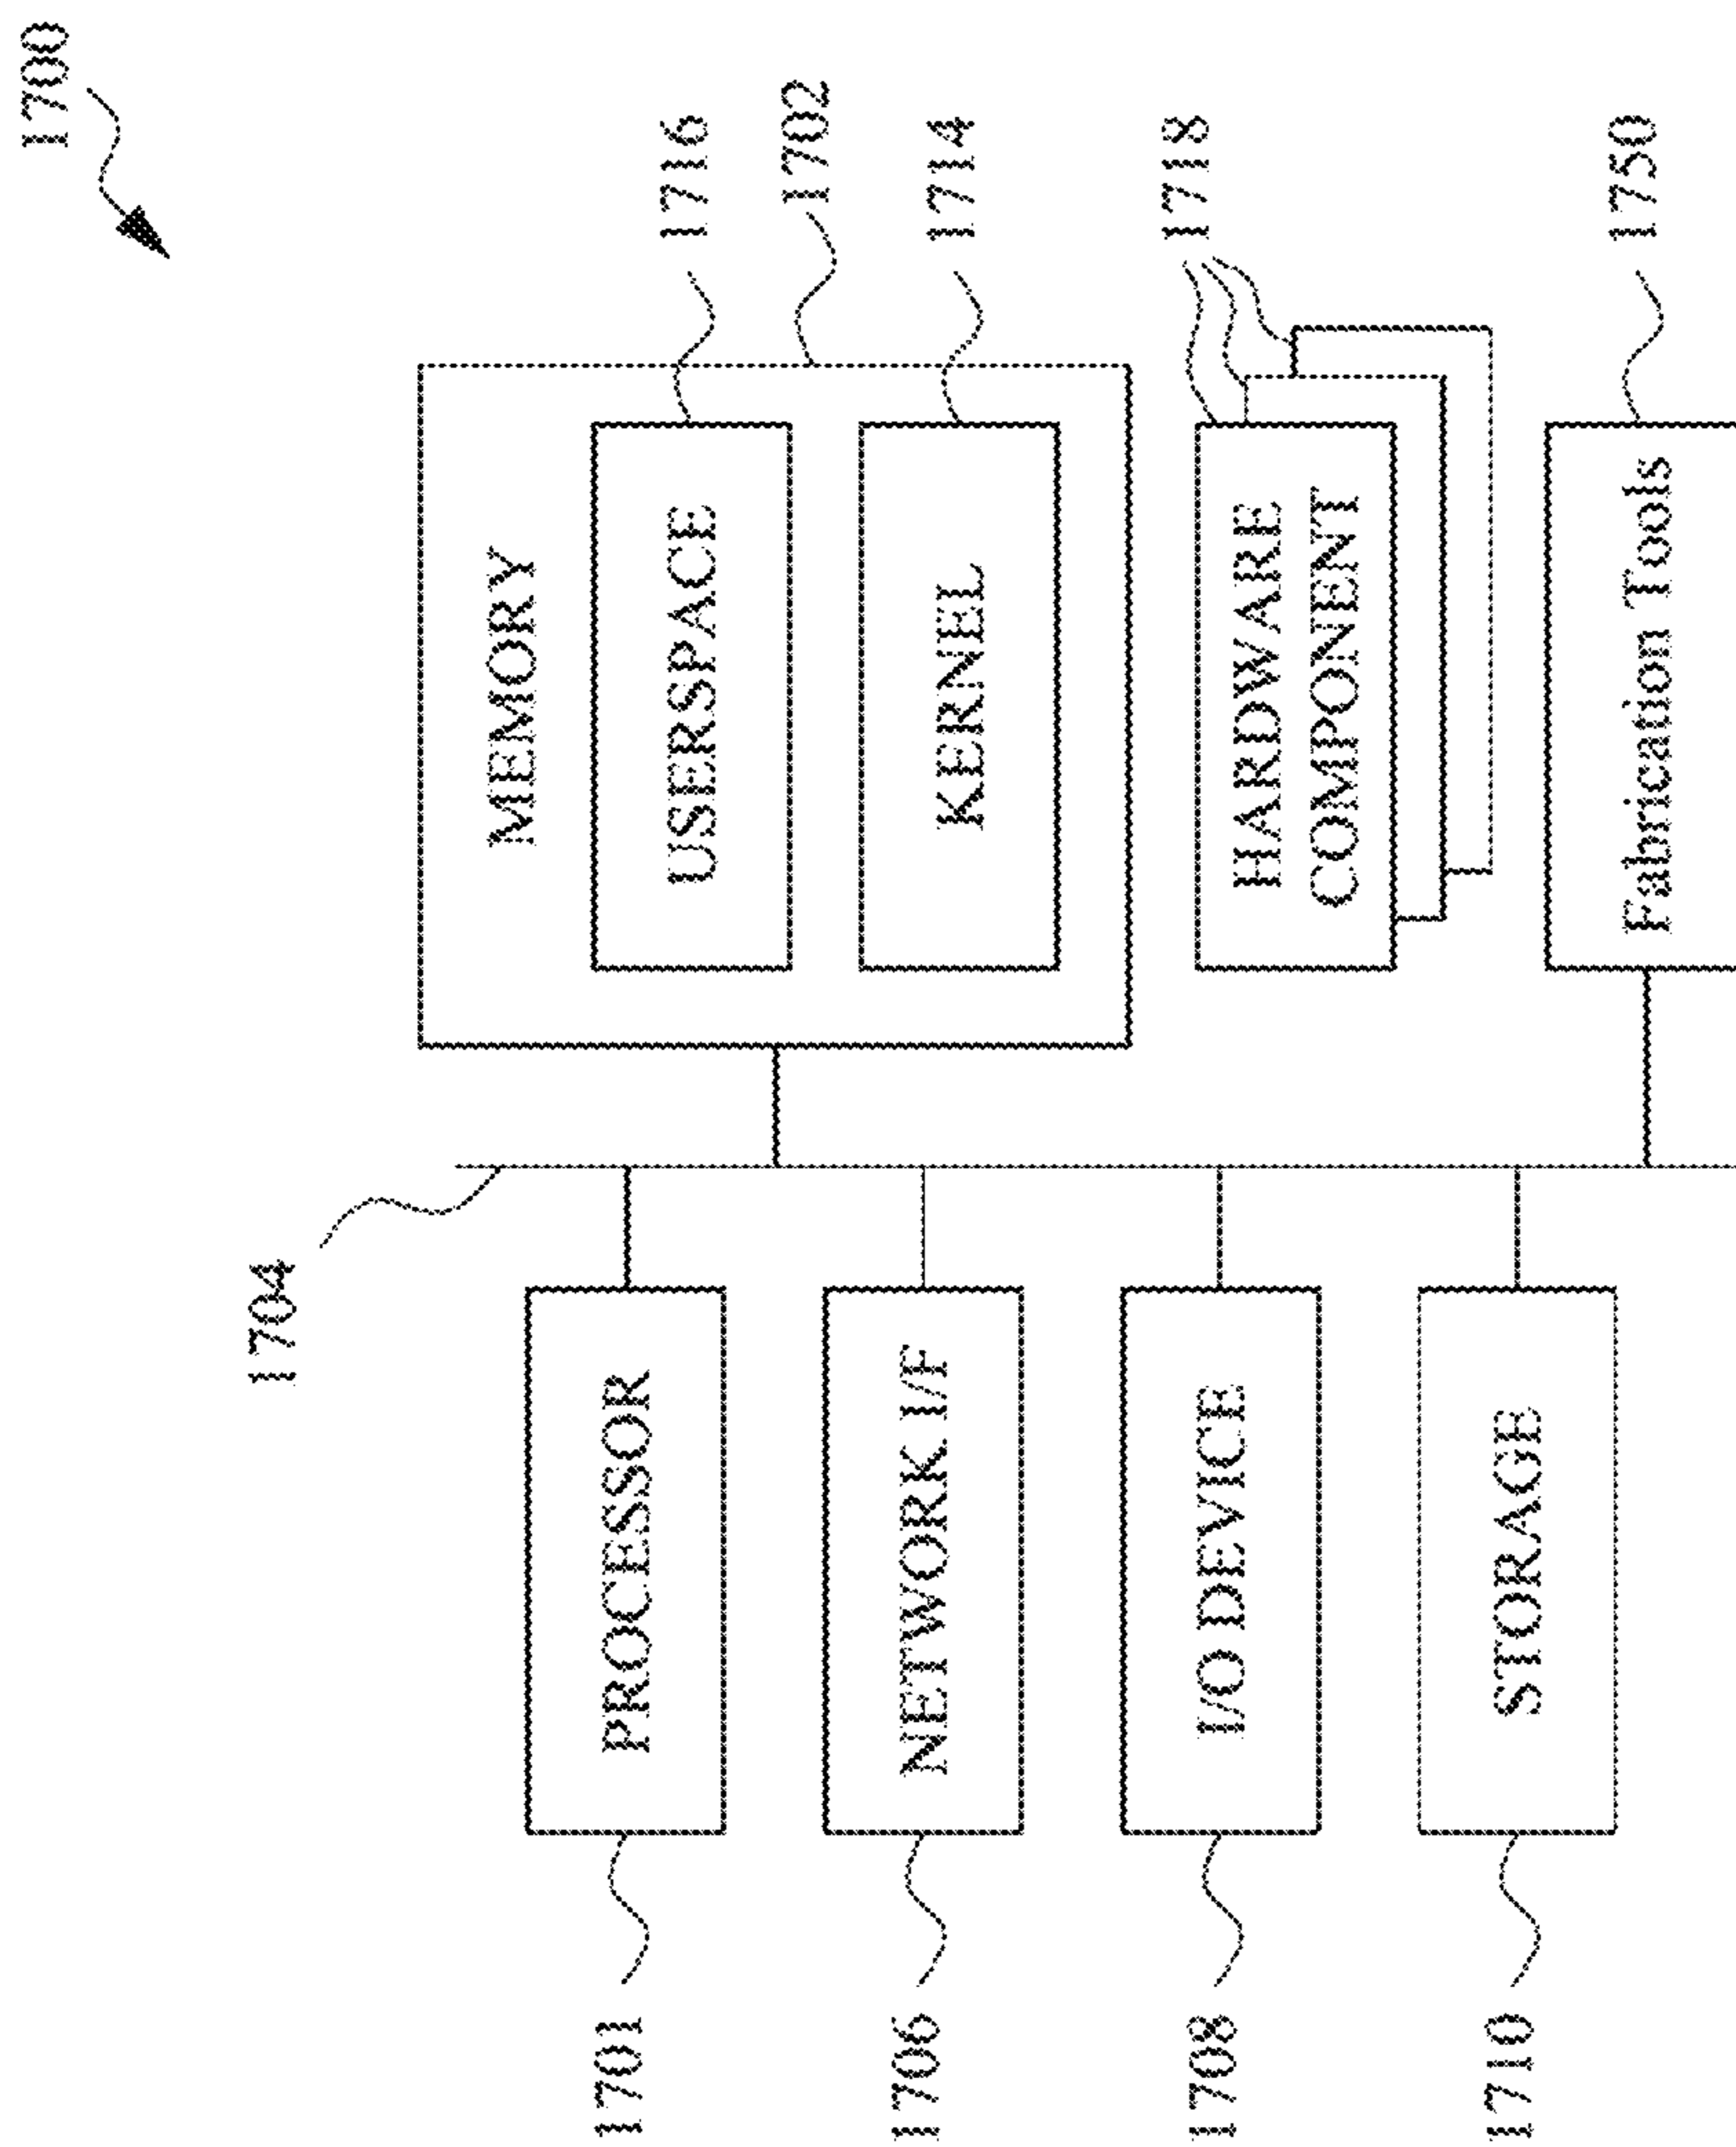 1700
1704
1701
PROCESSOR
MEMORY
1702
USERSPACE
1716
1706
NETWORK I/F
KERNEL
1714
1708
I/O DEVICE
HARDWARE
COMPONENT
1718
1710
STORAGE
Fabrication Tools
1750